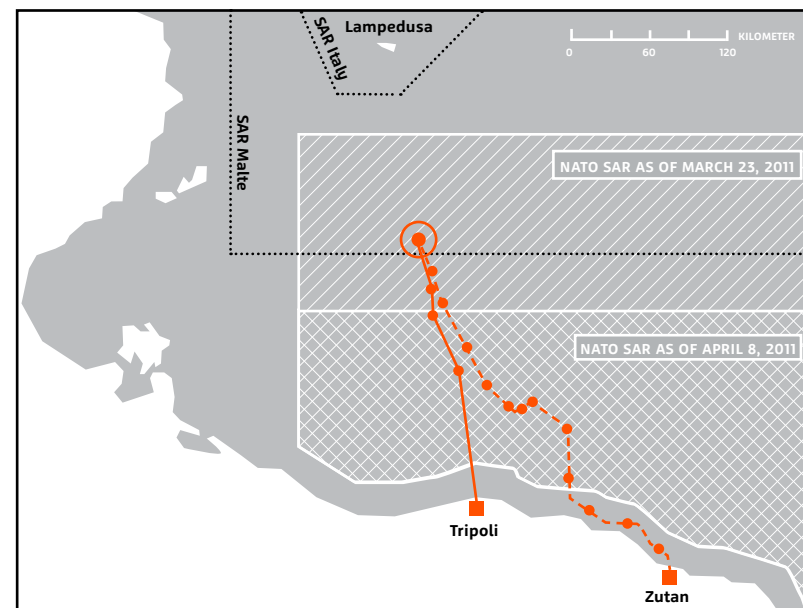 Lampedusa
SAR Italy
SAR Malte
KILOMETER
0 60 120
NATO SAR AS OF MARCH 23, 2011
NATO SAR AS OF APRIL 8, 2011
Tripoli
Zutan